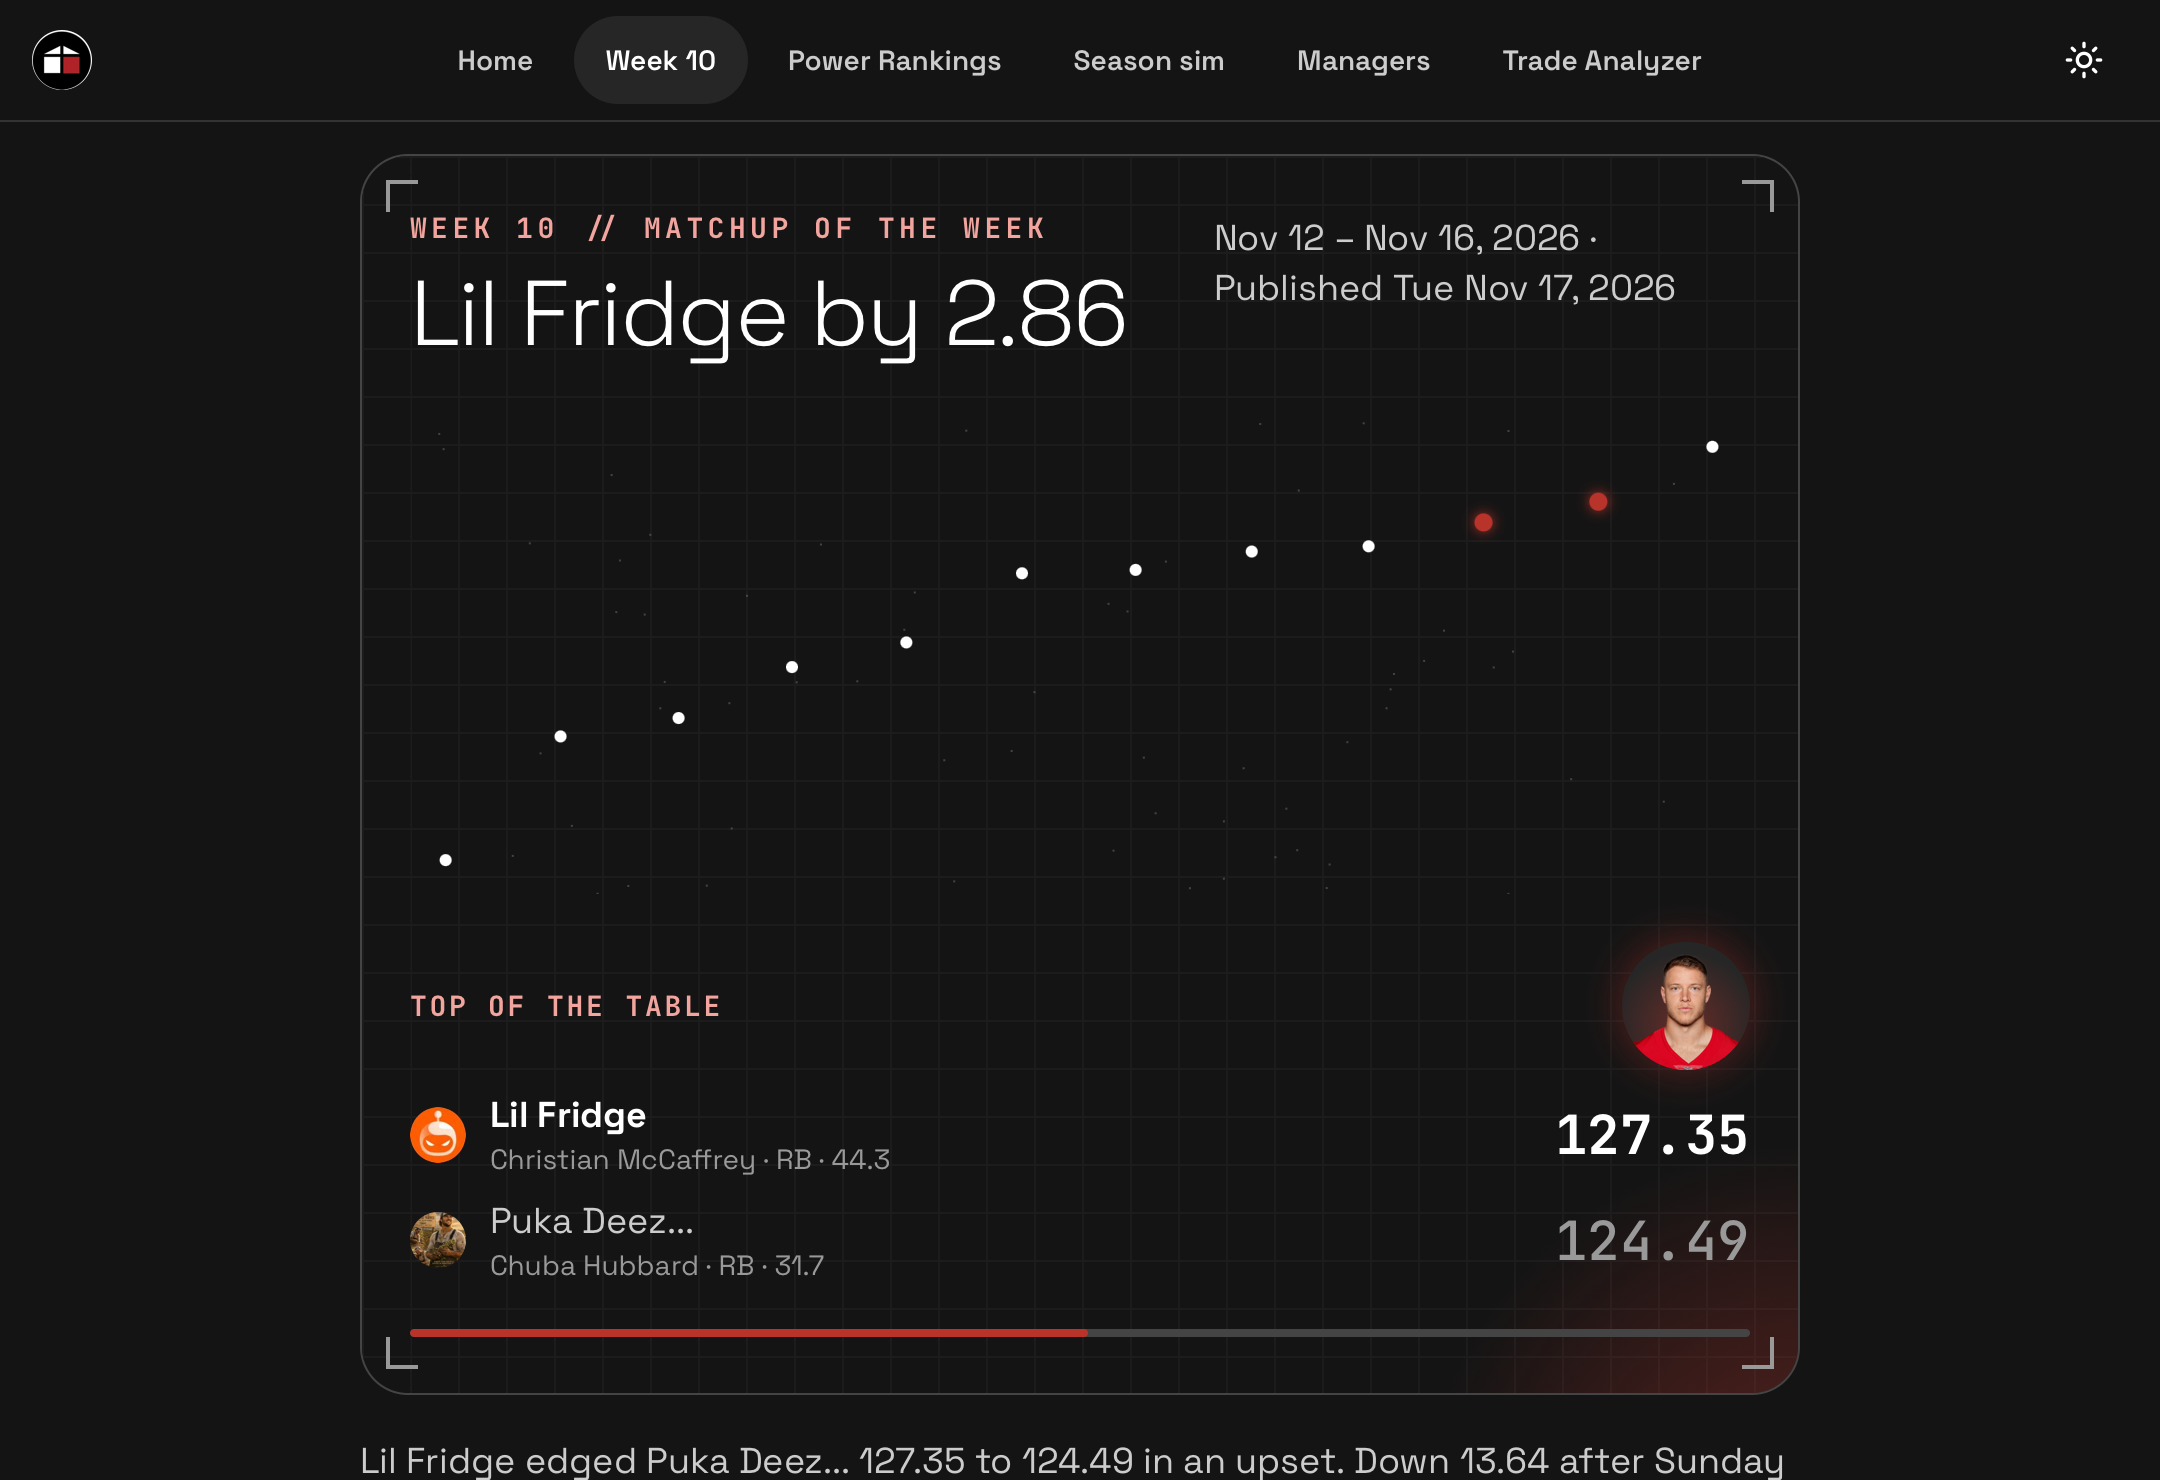 Home
Week 10
Power Rankings
Season sim
Managers
Trade Analyzer
WEEK 10 // MATCHUP OF THE WEEK
Lil Fridge by 2.86
Nov 12 – Nov 16, 2026 ·
Published Tue Nov 17, 2026
TOP OF THE TABLE
Lil Fridge
Christian McCaffrey · RB · 44.3
127.35
Puka Deez...
Chuba Hubbard · RB · 31.7
124.49
Lil Fridge edged Puka Deez... 127.35 to 124.49 in an upset. Down 13.64 after Sunday